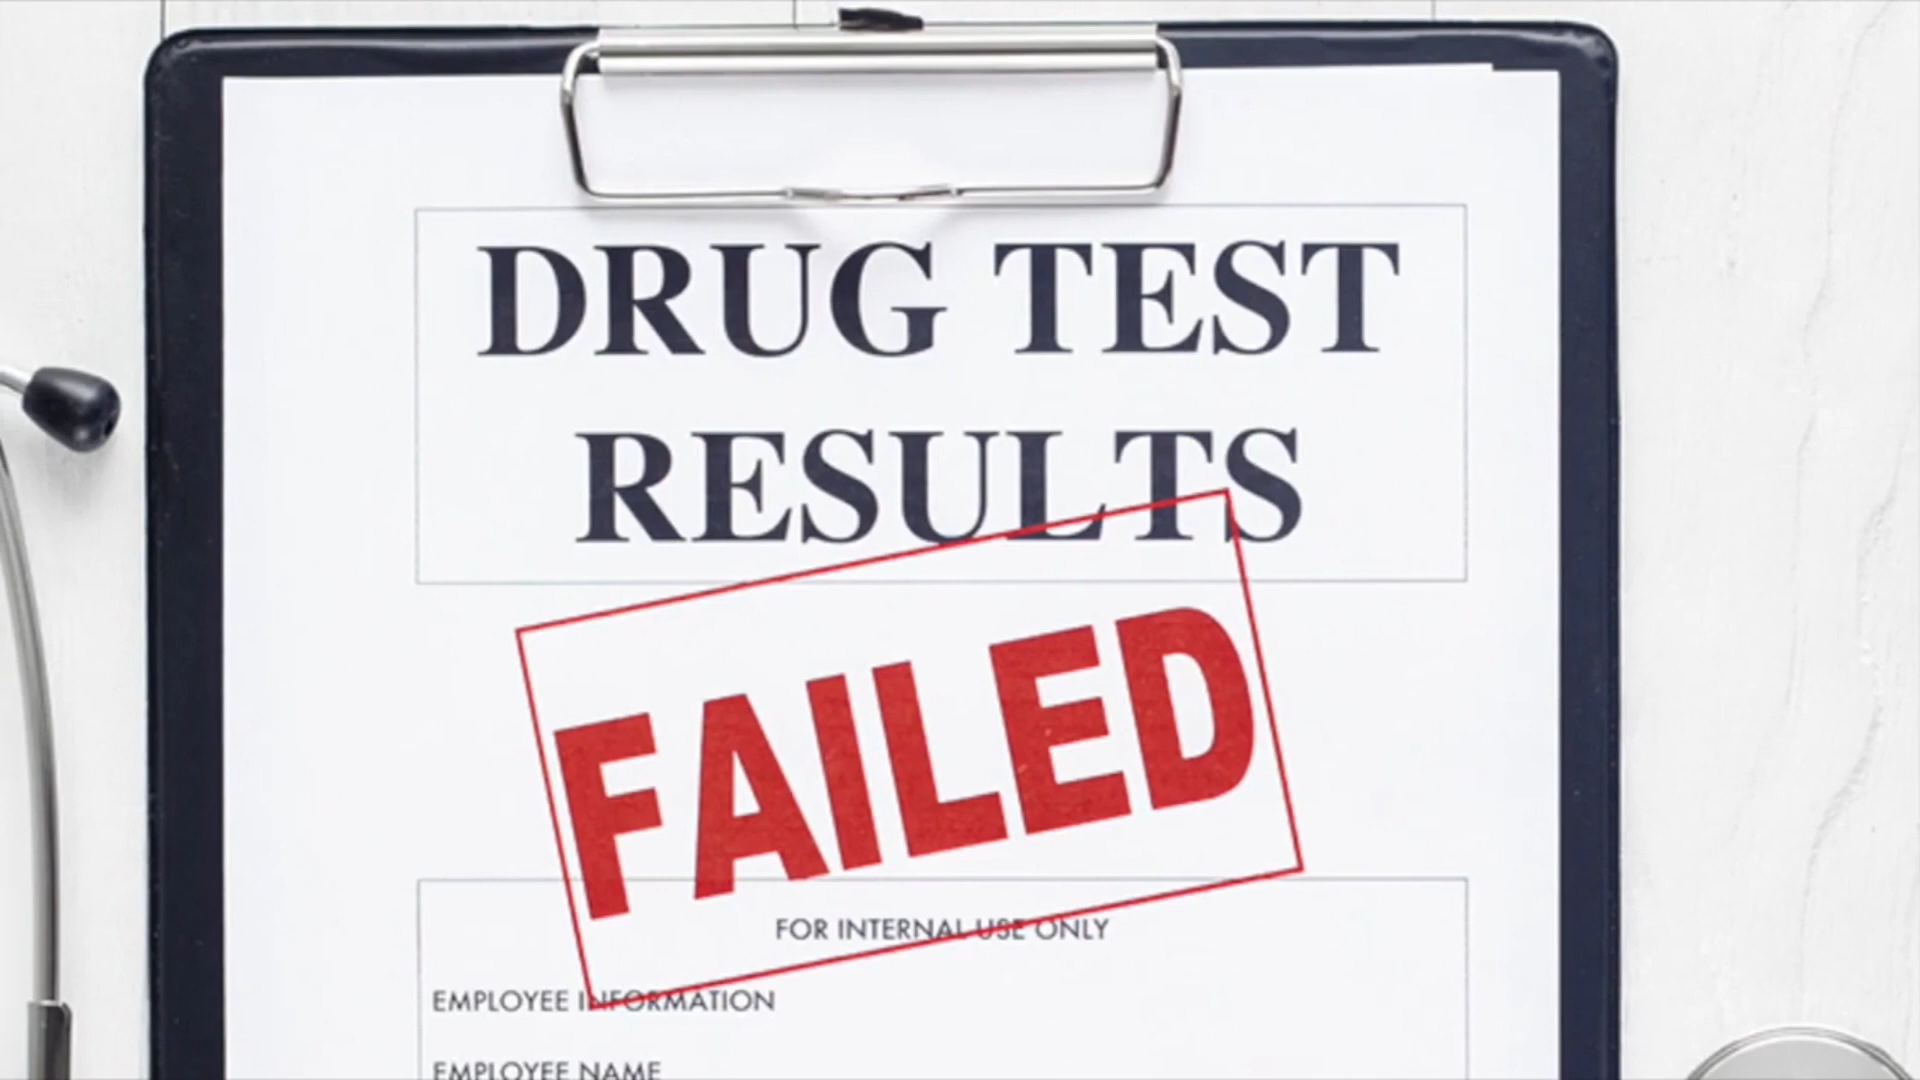 DRUG TEST
RESULTS
FAILED
FOR INTERNAL USE ONLY
EMPLOYEE INFORMATION
EMPLOYEE NAME